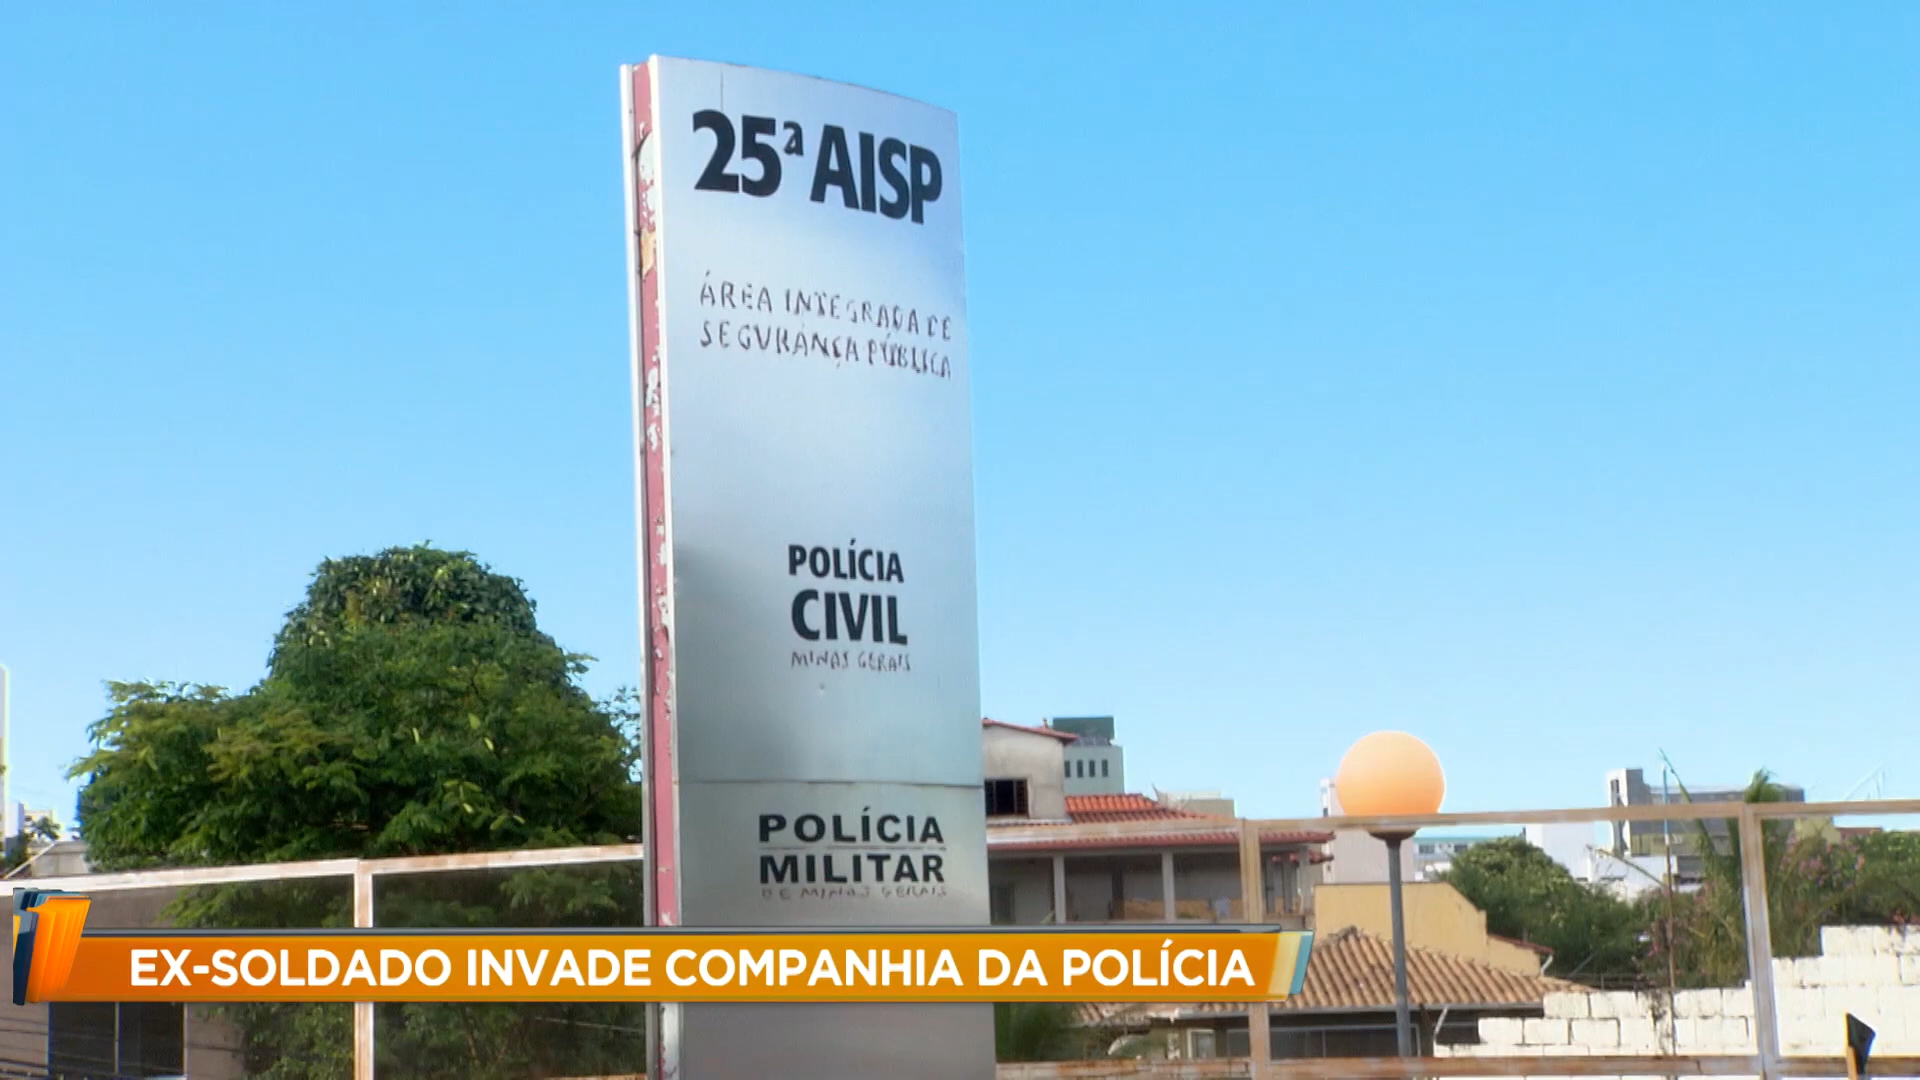 25ª AISP
ÁREA INTEGRADA DE
SEGURANÇA PÚBLICA
POLÍCIA
CIVIL
MINAS GERAIS
POLÍCIA
MILITAR
DE MINAS GERAIS
EX-SOLDADO INVADE COMPANHIA DA POLÍCIA